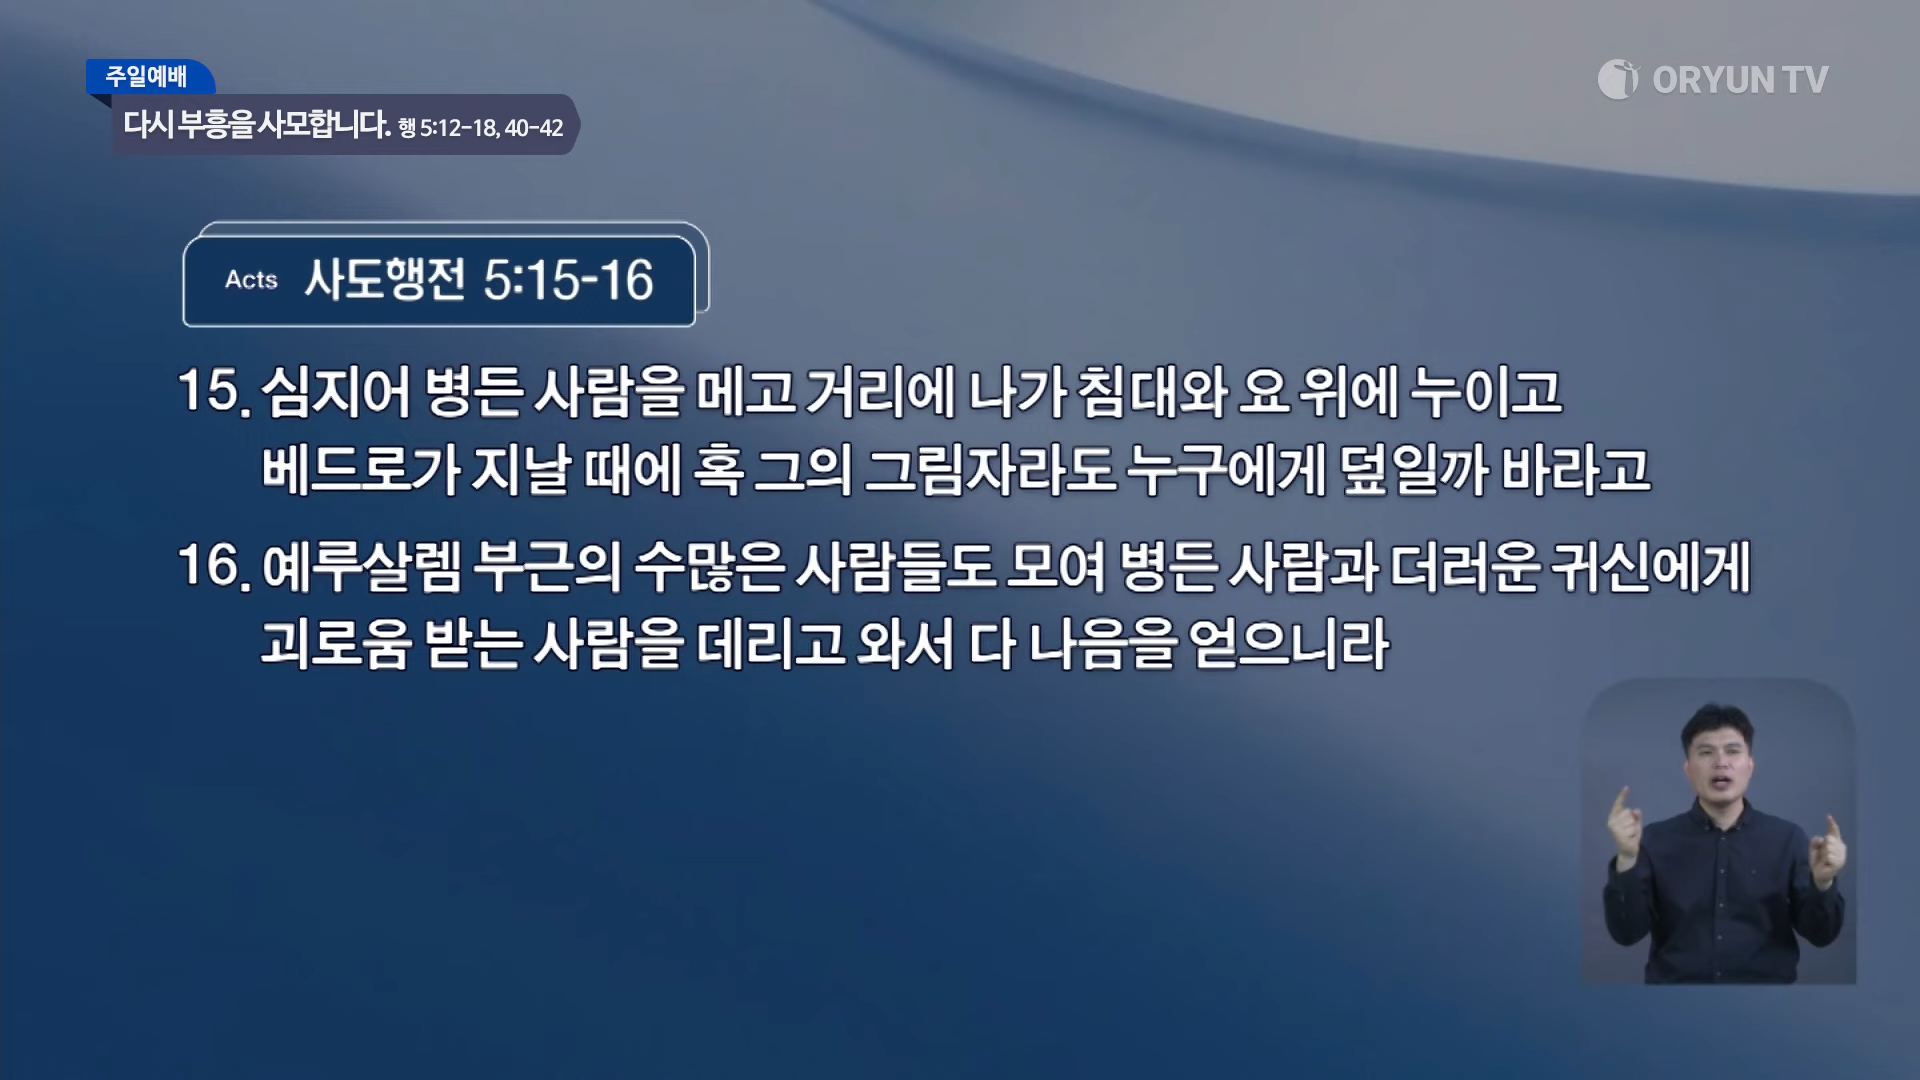 주일예배
다시 부흥을 사모합니다. 행 5:12-18, 40-42
ORYUN TV
Acts 사도행전 5:15-16
15. 심지어 병든 사람을 메고 거리에 나가 침대와 요 위에 누이고
베드로가 지날 때에 혹 그의 그림자라도 누구에게 덮일까 바라고
16. 예루살렘 부근의 수많은 사람들도 모여 병든 사람과 더러운 귀신에게
괴로움 받는 사람을 데리고 와서 다 나음을 얻으니라